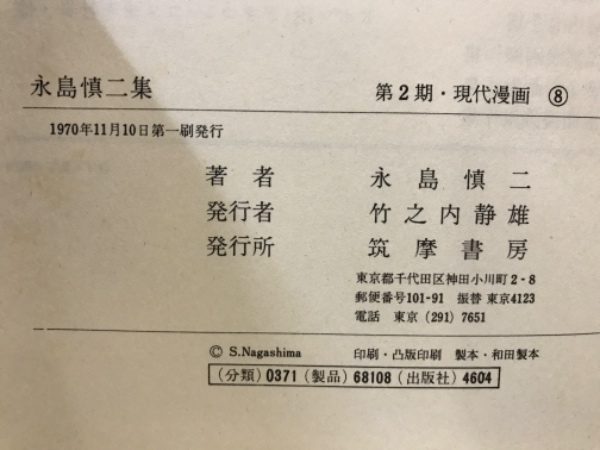 永島慎二集 第2期・現代漫画 ⑧
1970年11月10日第一刷発行
著者 永島慎二
発行者 竹之内静雄
発行所 筑摩書房
東京都千代田区神田小川町2-8
郵便番号101-91 振替 東京4123
電話 東京 (291) 7651
© S.Nagashima 印刷・凸版印刷 製本・和田製本
(分類) 0371 (製品) 68108 (出版社) 4604